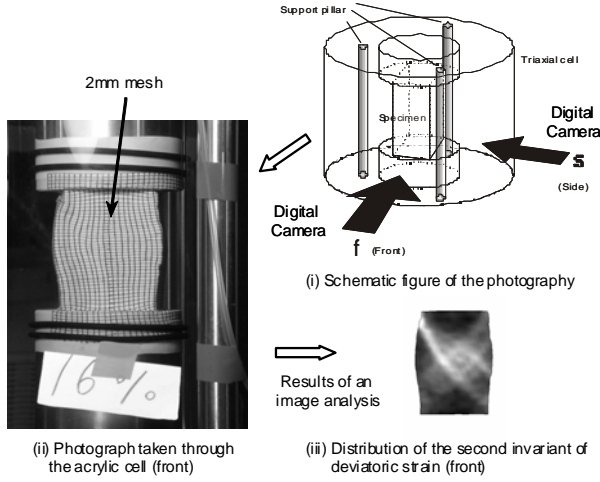 Support pillar
Triaxial cell
2mm mesh
Specimen
Digital
Camera
s
(Side)
Digital
Camera
f (Front)
(i) Schematic figure of the photography
16%
Results of an
image analysis
(ii) Photograph taken through
the acrylic cell (front)
(iii) Distribution of the second invariant of
deviatoric strain (front)